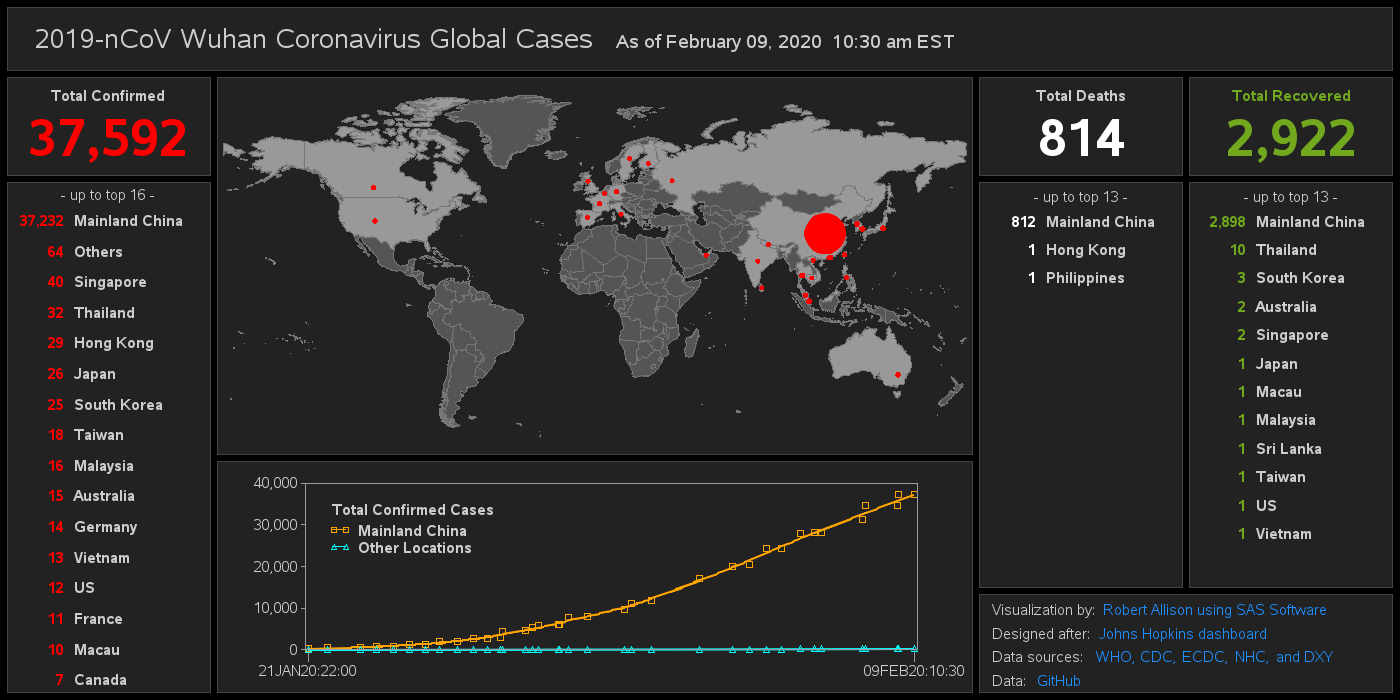 2019-nCoV Wuhan Coronavirus Global Cases As of February 09, 2020 10:30 am EST
Total Confirmed
37,592
- up to top 16 -
37,232 Mainland China
64 Others
40 Singapore
32 Thailand
29 Hong Kong
26 Japan
25 South Korea
18 Taiwan
16 Malaysia
15 Australia
14 Germany
13 Vietnam
12 US
11 France
10 Macau
7 Canada
40,000
30,000
20,000
10,000
0
Total Confirmed Cases
Mainland China
Other Locations
21JAN20:22:00 09FEB20:10:30
Total Deaths
814
- up to top 13 -
812 Mainland China
1 Hong Kong
1 Philippines
Total Recovered
2,922
- up to top 13 -
2,898 Mainland China
10 Thailand
3 South Korea
2 Australia
2 Singapore
1 Japan
1 Macau
1 Malaysia
1 Sri Lanka
1 Taiwan
1 US
1 Vietnam
Visualization by: Robert Allison using SAS Software
Designed after: Johns Hopkins dashboard
Data sources: WHO, CDC, ECDC, NHC, and DXY
Data: GitHub